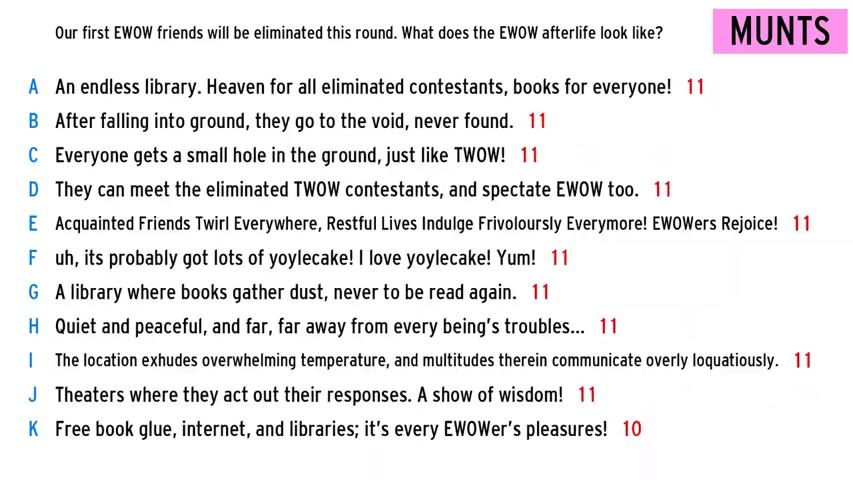 Our first EWOW friends will be eliminated this round. What does the EWOW afterlife look like?
MUNTS
A An endless library. Heaven for all eliminated contestants, books for everyone! 11
B After falling into ground, they go to the void, never found. 11
C Everyone gets a small hole in the ground, just like TWOW! 11
D They can meet the eliminated TWOW contestants, and spectate EWOW too. 11
E Acquainted Friends Twirl Everywhere, Restful Lives Indulge Frivoloursly Everymore! EWOWers Rejoice! 11
F uh, its probably got lots of yoylecake! I love yoylecake! Yum! 11
G A library where books gather dust, never to be read again. 11
H Quiet and peaceful, and far, far away from every being's troubles... 11
I The location exhudes overwhelming temperature, and multitudes therein communicate overly loquatiously. 11
J Theaters where they act out their responses. A show of wisdom! 11
K Free book glue, internet, and libraries; it's every EWOWer's pleasures! 10